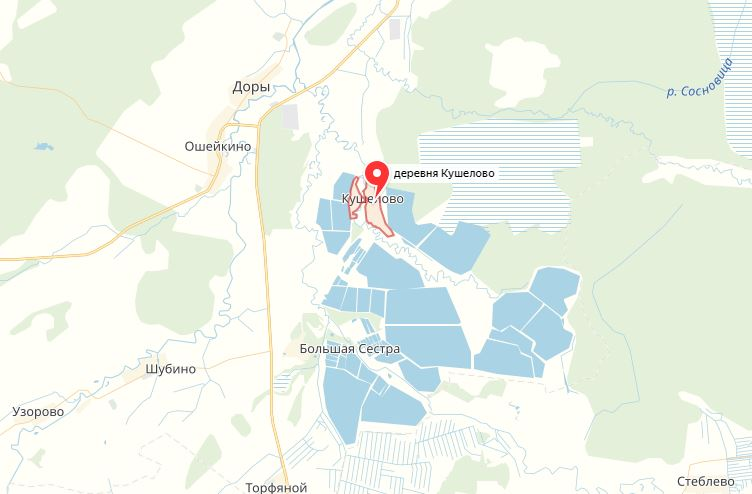 р. Сосновица
Доры
Ошейкино
деревня Кушелово
Кушелово
Большая Сестра
Шубино
Узорово
Торфяной
Стеблево